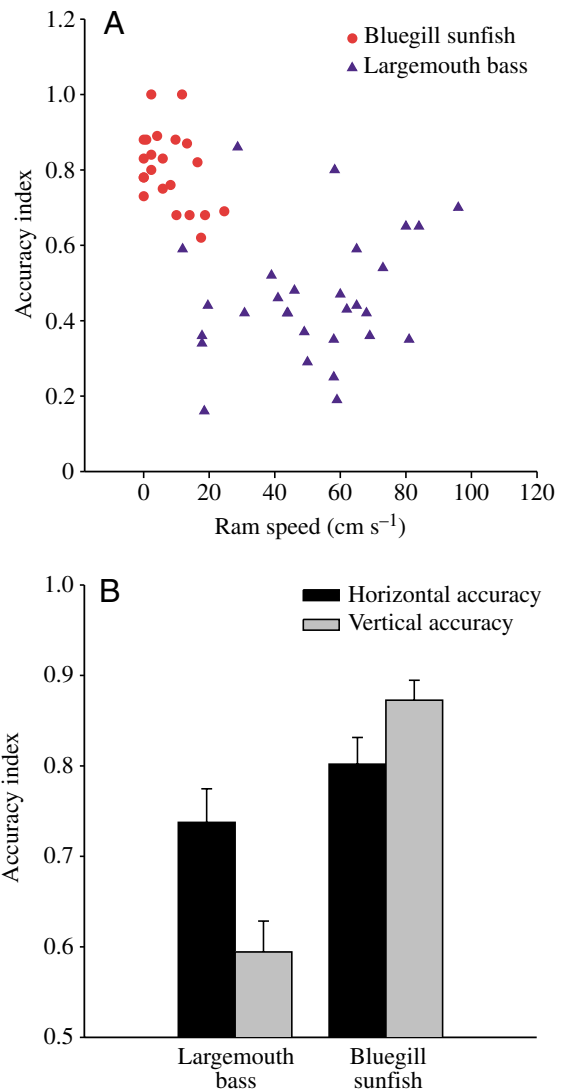 A
Bluegill sunfish
Largemouth bass
1.2
1.0
0.8
0.6
0.4
0.2
0
Accuracy index
0 20 40 60 80 100 120
Ram speed (cm s⁻¹)
B
Horizontal accuracy
Vertical accuracy
1.0
0.9
0.8
0.7
0.6
0.5
Accuracy index
Largemouth Bluegill
bass sunfish